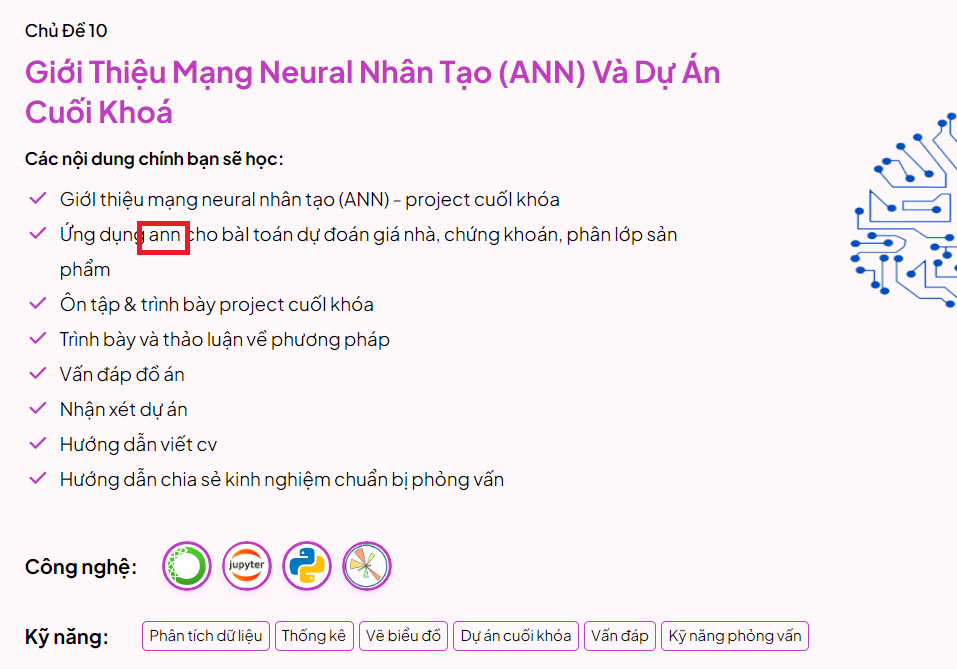 Chủ Đề 10
Giới Thiệu Mạng Neural Nhân Tạo (ANN) Và Dự Án
Cuối Khoá
Các nội dung chính bạn sẽ học:
GiớI thiệu mạng neural nhân tạo (ANN) - project cuốI khóa
Ứng dụng ann cho bàI toán dự đoán giá nhà, chứng khoán, phân lớp sản
phẩm
Ôn tập & trình bày project cuốI khóa
Trình bày và thảo luận về phương pháp
Vấn đáp đồ án
Nhận xét dự án
Hướng dẫn viết cv
Hướng dẫn chia sẻ kinh nghiệm chuẩn bị phỏng vấn
Công nghệ:
jupyter
Kỹ năng:
Phân tích dữ liệu Thống kê Vẽ biểu đồ Dự án cuối khóa Vấn đáp Kỹ năng phỏng vấn